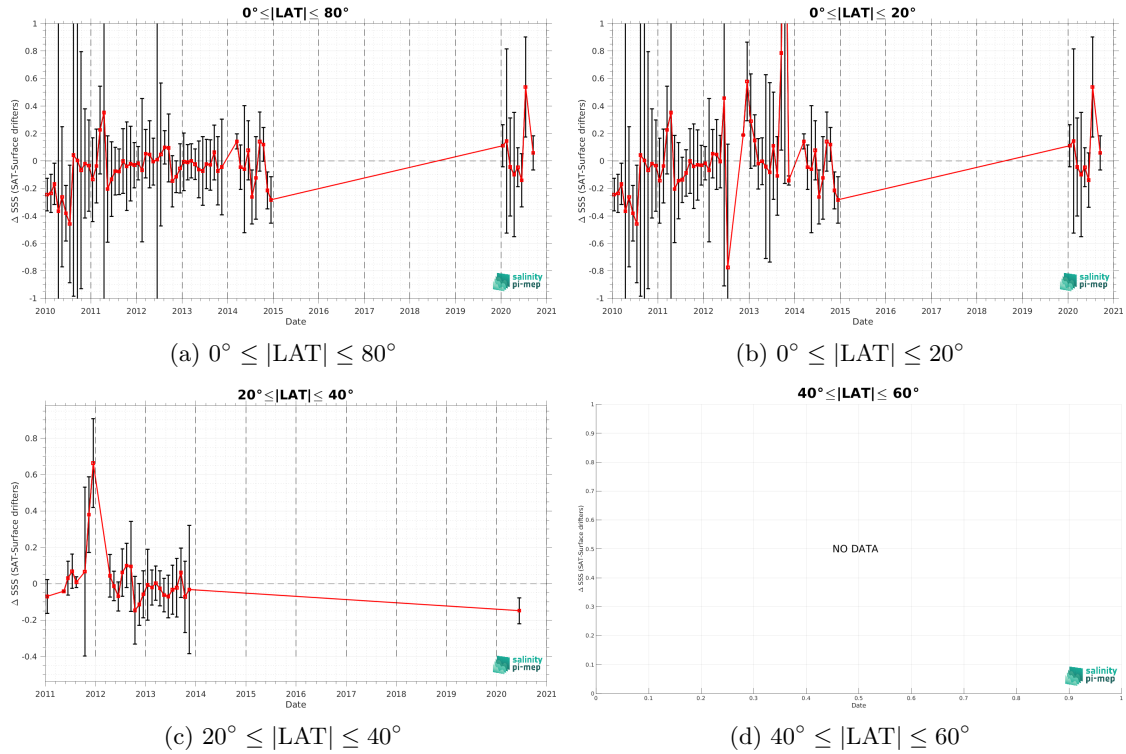 0°≤|LAT|≤ 80°
Δ SSS (SAT-Surface drifters)
1
0.8
0.6
0.4
0.2
0
-0.2
-0.4
-0.6
-0.8
-1
2010 2011 2012 2013 2014 2015 2016 2017 2018 2019 2020 2021
Date
salinity
pi-mep
(a) 0° ≤ |LAT| ≤ 80°
0°≤|LAT|≤ 20°
Δ SSS (SAT-Surface drifters)
1
0.8
0.6
0.4
0.2
0
-0.2
-0.4
-0.6
-0.8
-1
2010 2011 2012 2013 2014 2015 2016 2017 2018 2019 2020 2021
Date
salinity
pi-mep
(b) 0° ≤ |LAT| ≤ 20°
20°≤|LAT|≤ 40°
Δ SSS (SAT-Surface drifters)
0.8
0.6
0.4
0.2
0
-0.2
-0.4
2011 2012 2013 2014 2015 2016 2017 2018 2019 2020 2021
Date
salinity
pi-mep
(c) 20° ≤ |LAT| ≤ 40°
40°≤|LAT|≤ 60°
Δ SSS (SAT-Surface drifters)
1
0.9
0.8
0.7
0.6
0.5
0.4
0.3
0.2
0.1
0
NO DATA
0 0.1 0.2 0.3 0.4 0.5 0.6 0.7 0.8 0.9 1
Date
salinity
pi-mep
(d) 40° ≤ |LAT| ≤ 60°